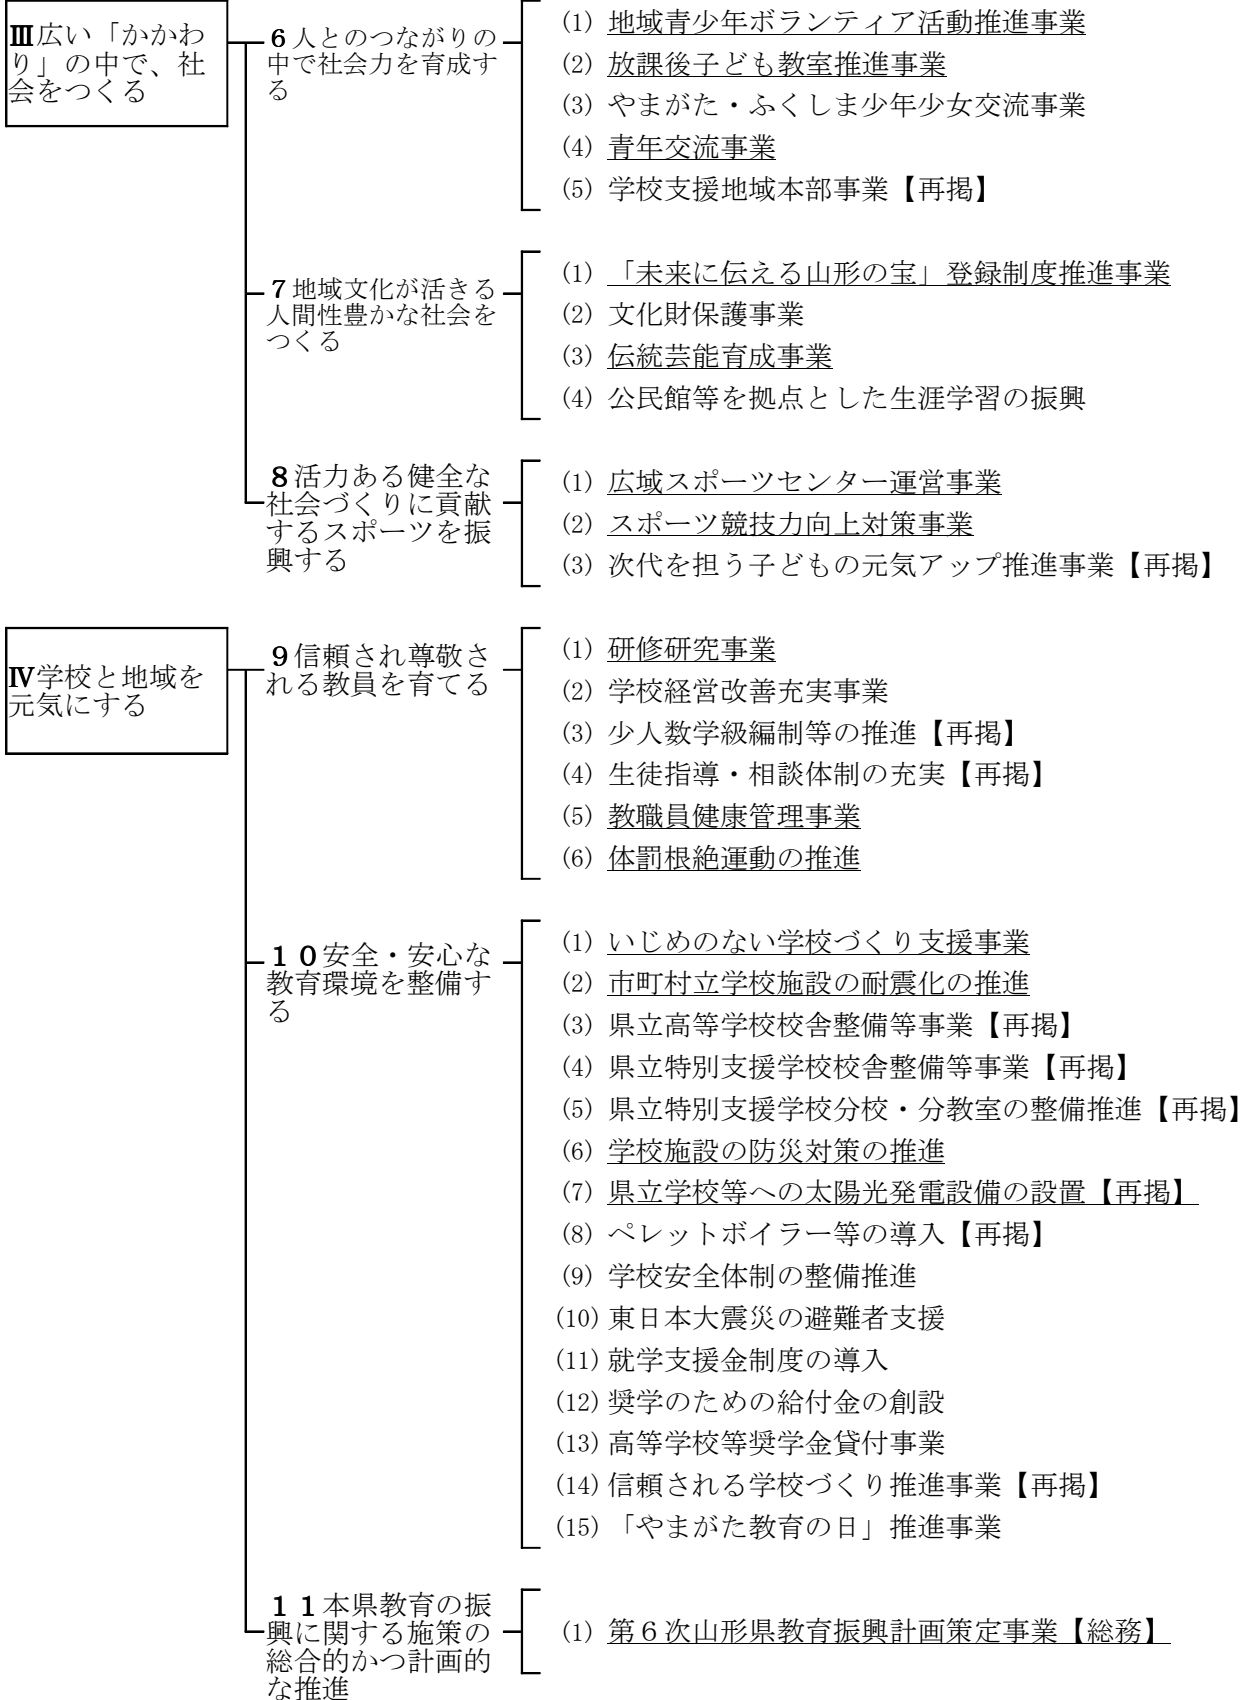 Ⅲ広い「かかわ
り」の中で、社
会をつくる
６人とのつながりの
中で社会力を育成す
る
(1) 地域青少年ボランティア活動推進事業
(2) 放課後子ども教室推進事業
(3) やまがた・ふくしま少年少女交流事業
(4) 青年交流事業
(5) 学校支援地域本部事業【再掲】
７地域文化が活きる
人間性豊かな社会を
つくる
(1) 「未来に伝える山形の宝」登録制度推進事業
(2) 文化財保護事業
(3) 伝統芸能育成事業
(4) 公民館等を拠点とした生涯学習の振興
８活力ある健全な
社会づくりに貢献
するスポーツを振
興する
(1) 広域スポーツセンター運営事業
(2) スポーツ競技力向上対策事業
(3) 次代を担う子どもの元気アップ推進事業【再掲】
Ⅳ学校と地域を
元気にする
９信頼され尊敬さ
れる教員を育てる
(1) 研修研究事業
(2) 学校経営改善充実事業
(3) 少人数学級編制等の推進【再掲】
(4) 生徒指導・相談体制の充実【再掲】
(5) 教職員健康管理事業
(6) 体罰根絶運動の推進
１０安全・安心な
教育環境を整備す
る
(1) いじめのない学校づくり支援事業
(2) 市町村立学校施設の耐震化の推進
(3) 県立高等学校校舎整備等事業【再掲】
(4) 県立特別支援学校校舎整備等事業【再掲】
(5) 県立特別支援学校分校・分教室の整備推進【再掲】
(6) 学校施設の防災対策の推進
(7) 県立学校等への太陽光発電設備の設置【再掲】
(8) ペレットボイラー等の導入【再掲】
(9) 学校安全体制の整備推進
(10) 東日本大震災の避難者支援
(11) 就学支援金制度の導入
(12) 奨学のための給付金の創設
(13) 高等学校等奨学金貸付事業
(14) 信頼される学校づくり推進事業【再掲】
(15) 「やまがた教育の日」推進事業
１１本県教育の振
興に関する施策の
総合的かつ計画的
な推進
(1) 第６次山形県教育振興計画策定事業【総務】